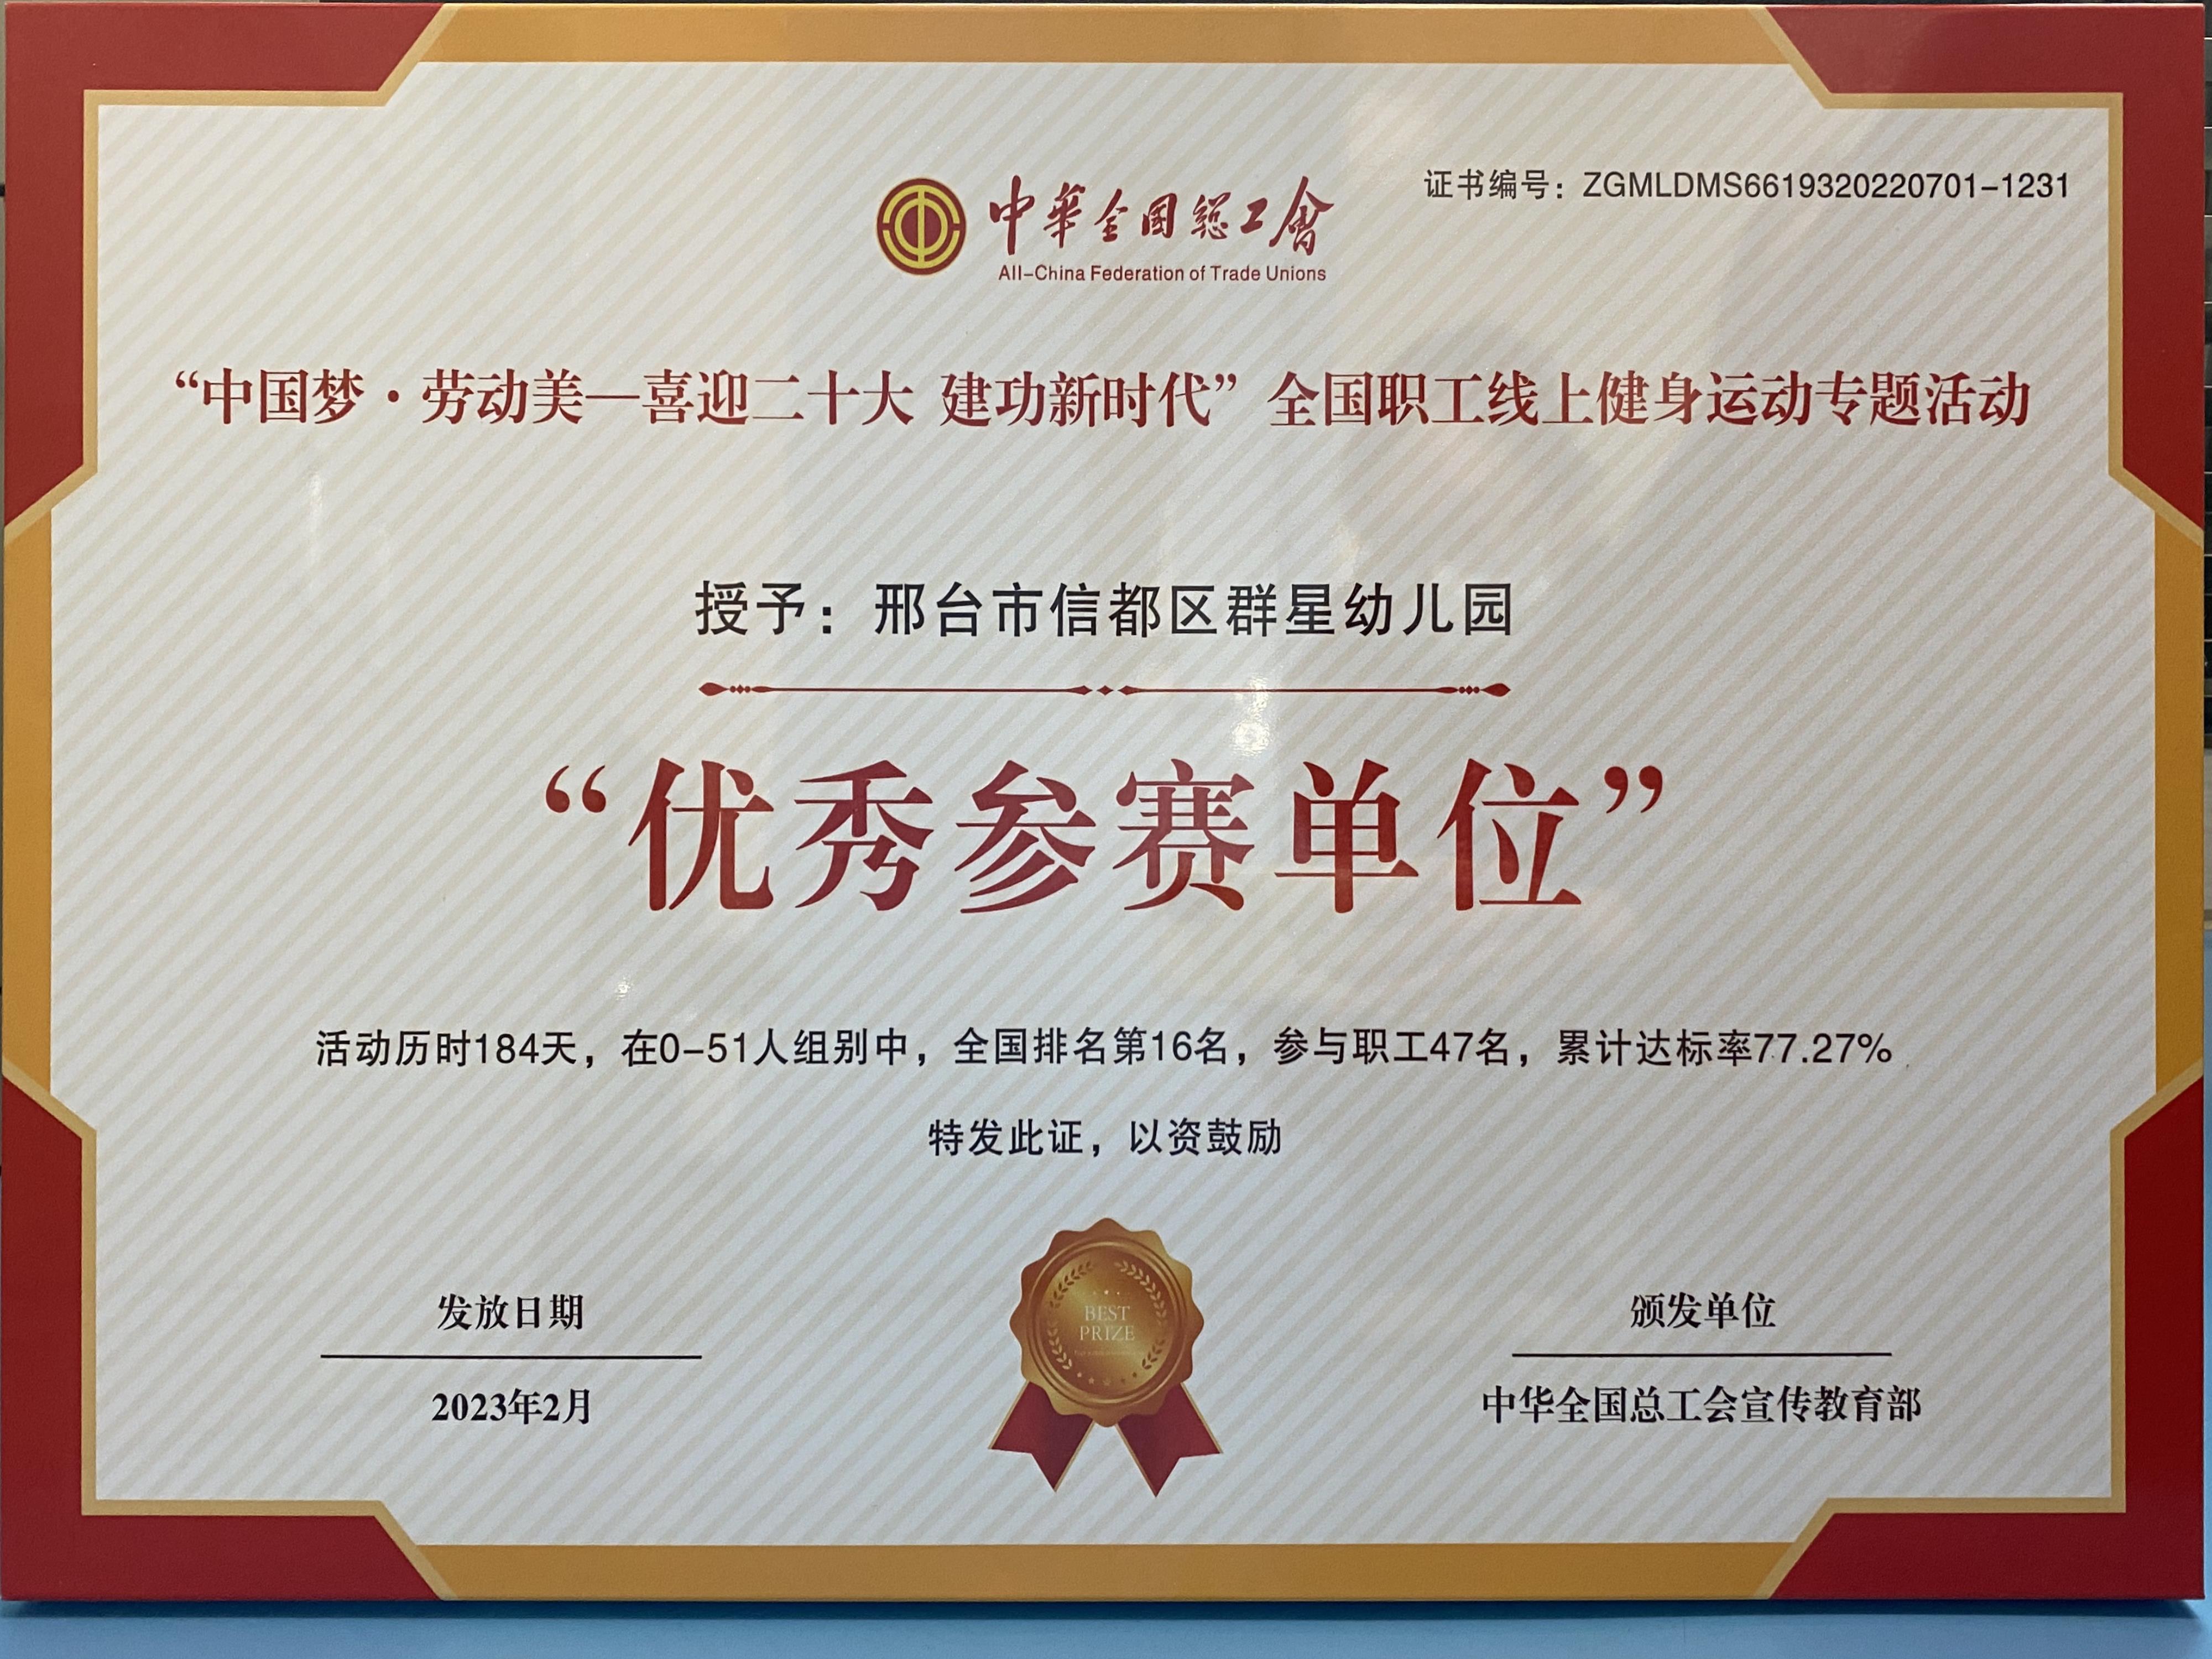 证书编号：ZGMLDMS6619320220701-1231
中華全国总工會
All-China Federation of Trade Unions
“中国梦·劳动美—喜迎二十大 建功新时代”全国职工线上健身运动专题活动
授予：邢台市信都区群星幼儿园
“优秀参赛单位”
活动历时184天，在0-51人组别中，全国排名第16名，参与职工47名，累计达标率77.27%
特发此证，以资鼓励
BEST
PRIZE
发放日期
2023年2月
颁发单位
中华全国总工会宣传教育部